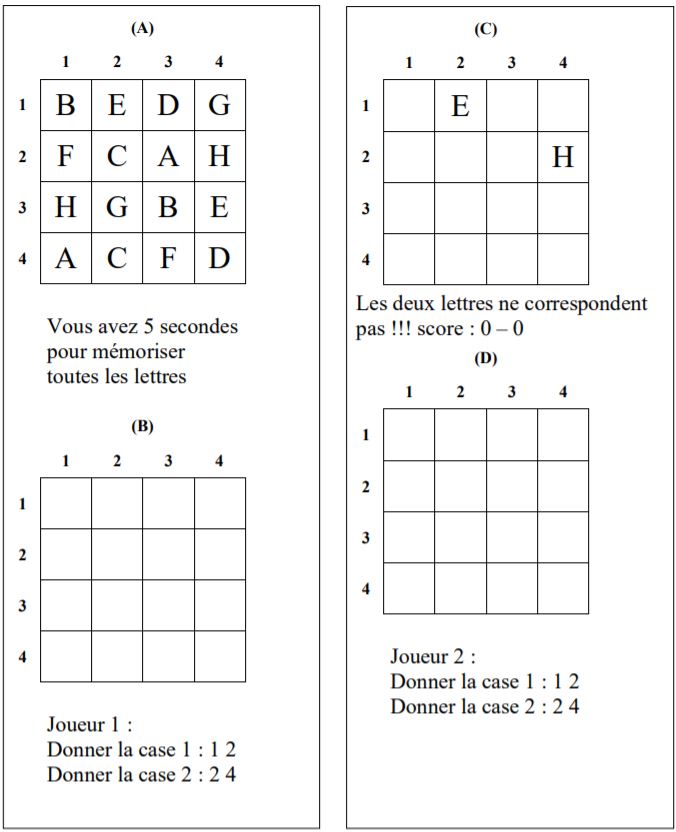 (A)
1 2 3 4
1 B E D G
2 F C A H
3 H G B E
4 A C F D
Vous avez 5 secondes
pour mémoriser
toutes les lettres
(B)
1 2 3 4
1
2
3
4
Joueur 1 :
Donner la case 1 : 1 2
Donner la case 2 : 2 4
(C)
1 2 3 4
1 E
2 H
3
4
Les deux lettres ne correspondent
pas !!! score : 0 – 0
(D)
1 2 3 4
1
2
3
4
Joueur 2 :
Donner la case 1 : 1 2
Donner la case 2 : 2 4